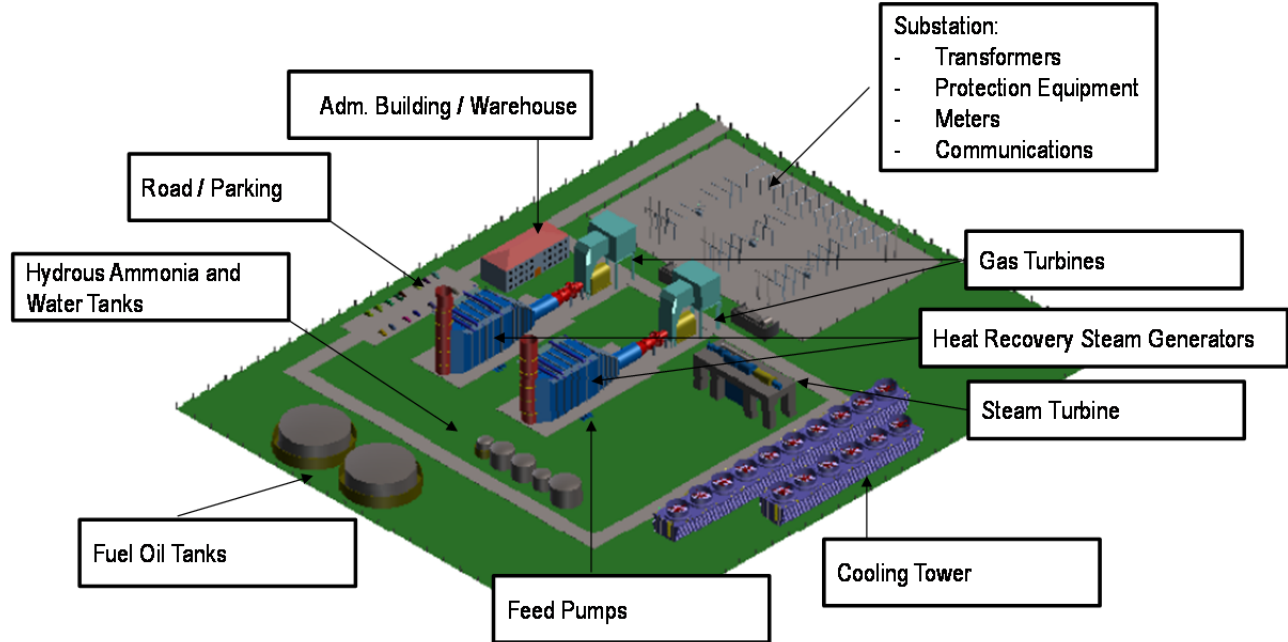 Substation:
- Transformers
- Protection Equipment
- Meters
- Communications
Adm. Building / Warehouse
Road / Parking
Hydrous Ammonia and
Water Tanks
Gas Turbines
Heat Recovery Steam Generators
Steam Turbine
Fuel Oil Tanks
Feed Pumps
Cooling Tower